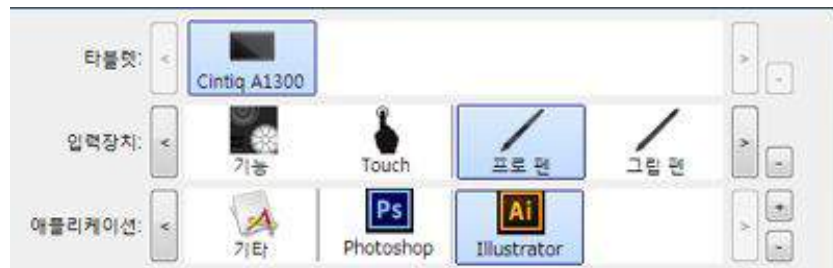 타블렛: < Cintiq A1300 > -
입력장치: < 기능 Touch 프로 펜 그립 펜 > -
애플리케이션: < 기타 Ps Photoshop Ai Illustrator > + -